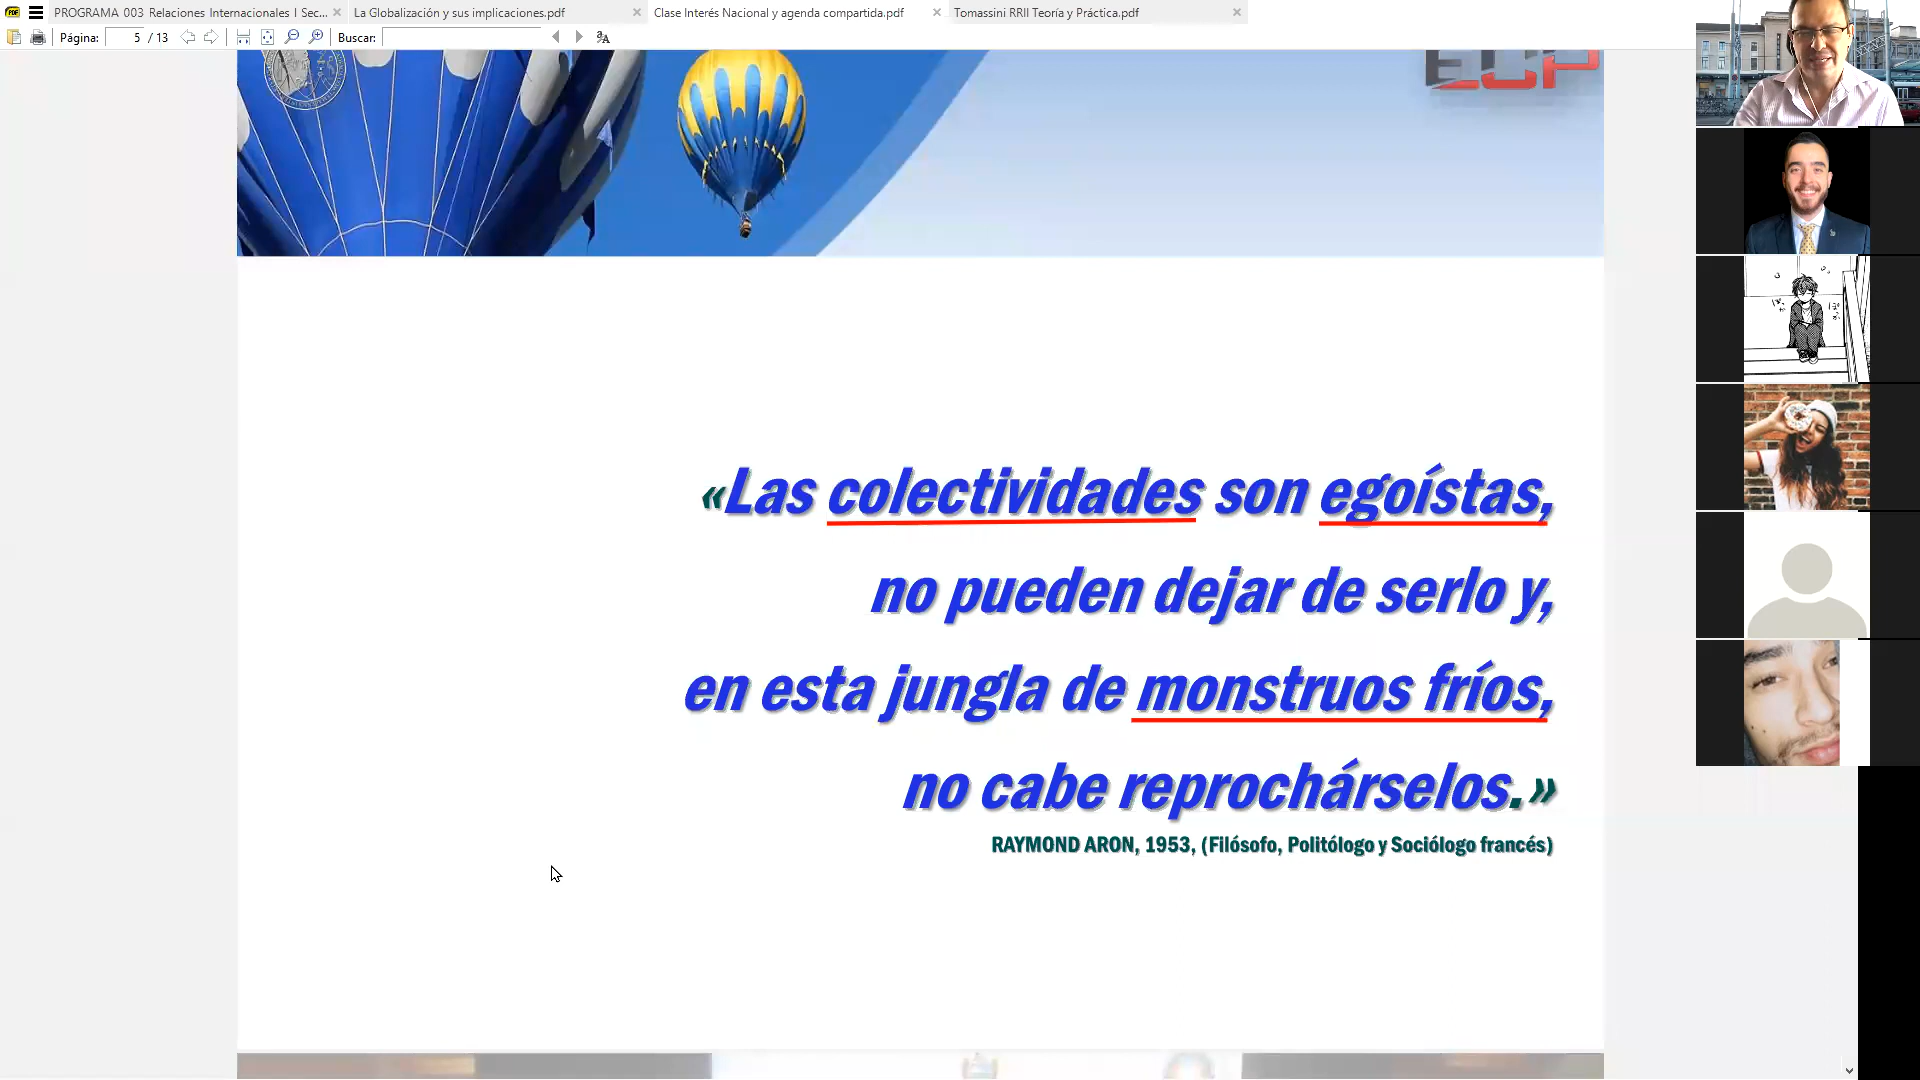 PROGRAMA 003 Relaciones Internacionales I Sec...
La Globalización y sus implicaciones.pdf
Clase Interés Nacional y agenda compartida.pdf
Tomassini RRII Teoría y Práctica.pdf
Página: 5 / 13 Buscar:
ECP
«Las colectividades son egoístas,
no pueden dejar de serlo y,
en esta jungla de monstruos fríos,
no cabe reprochárselos.»
RAYMOND ARON, 1953, (Filósofo, Politólogo y Sociólogo francés)